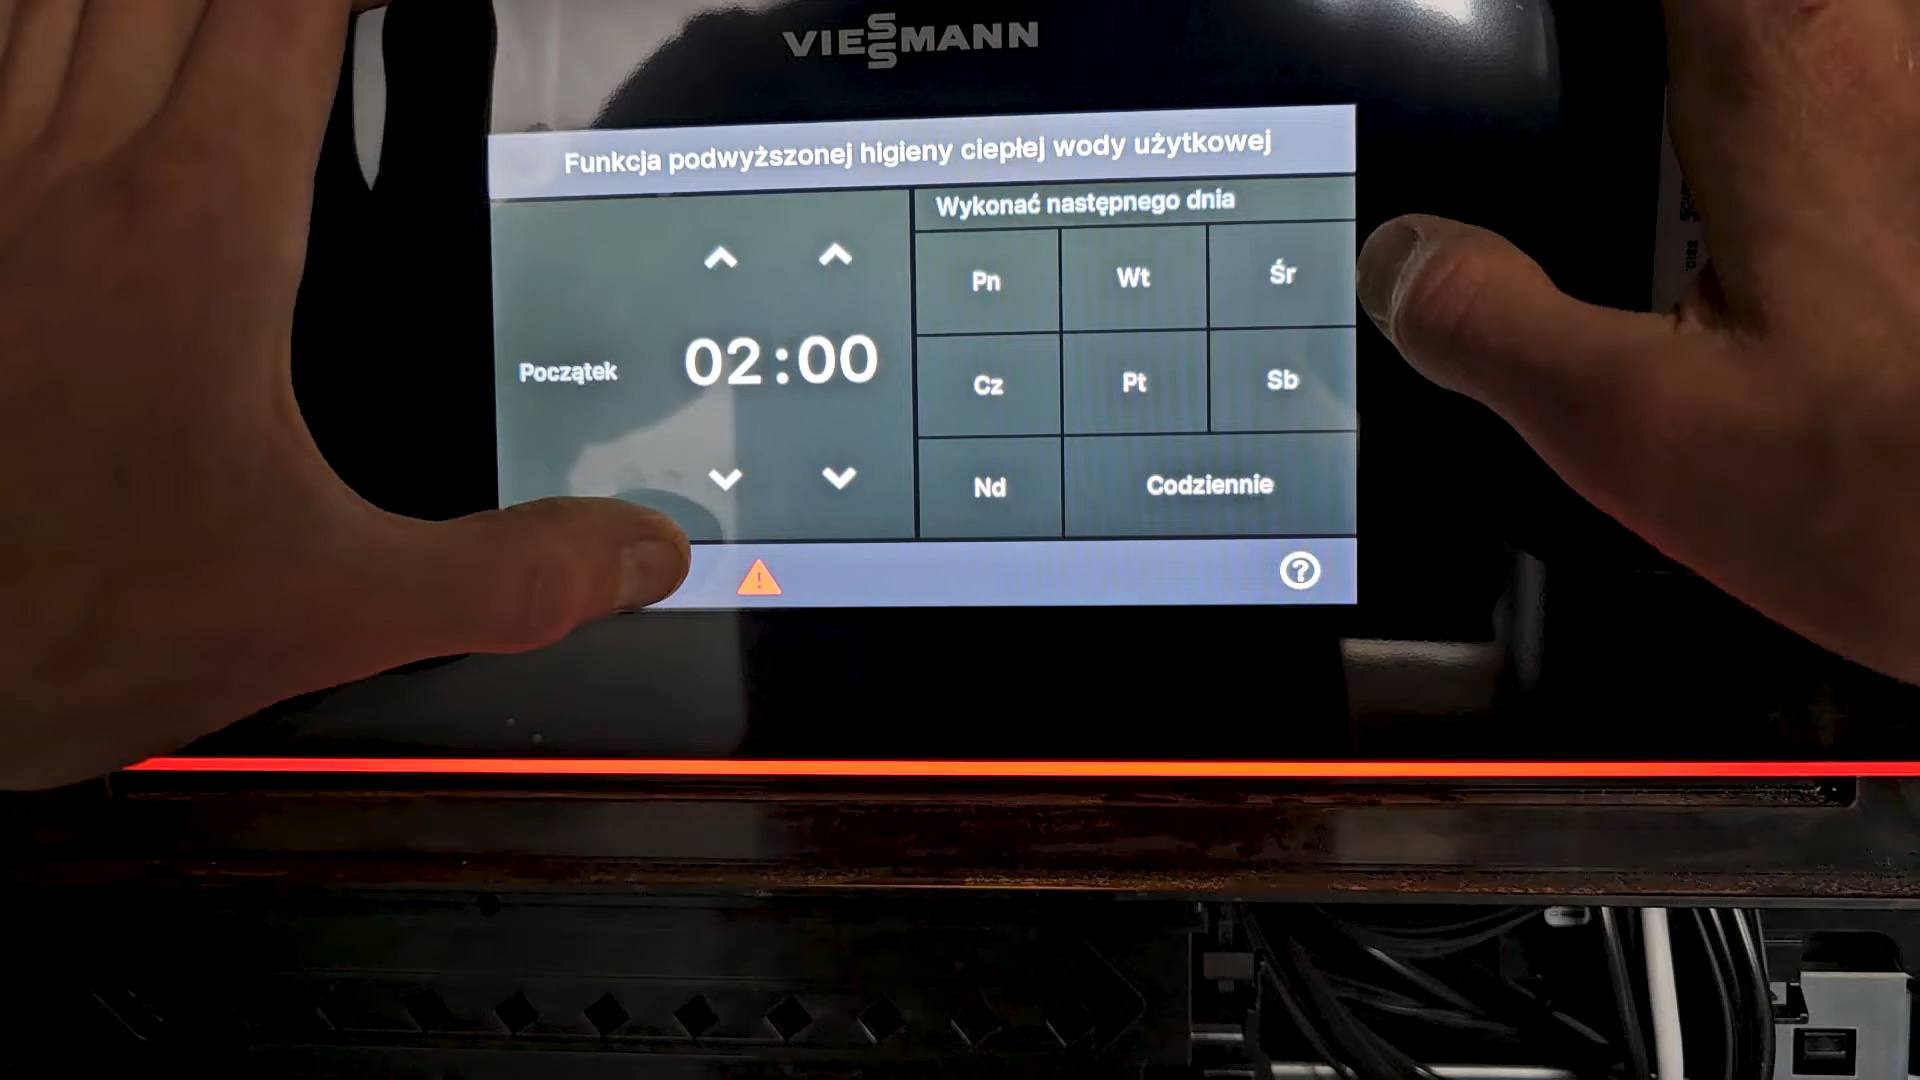 VIESSMANN
Funkcja podwyższonej higieny ciepłej wody użytkowej
Wykonać następnego dnia
Początek
02:00
Pn
Wt
Śr
Cz
Pt
Sb
Nd
Codziennie